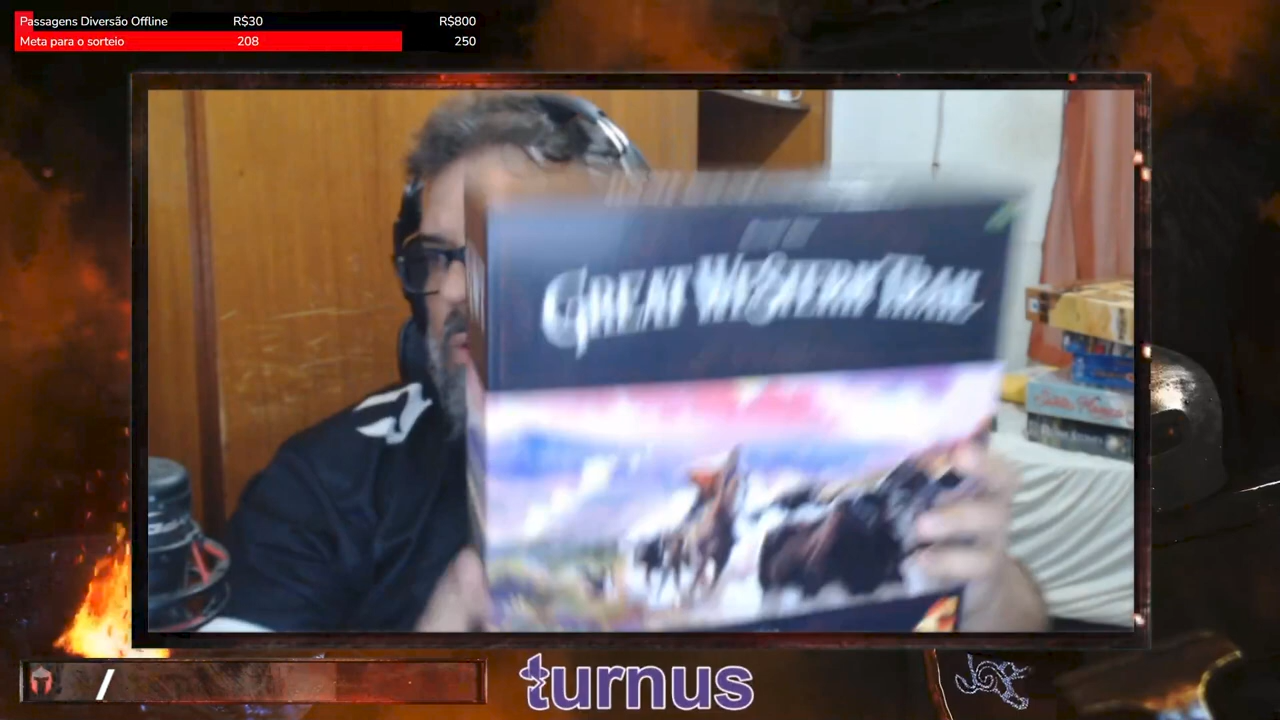 Passagens Diversão Offline R$30 R$800
Meta para o sorteio 208 250
GREAT WESTERN TRAIL
turnus